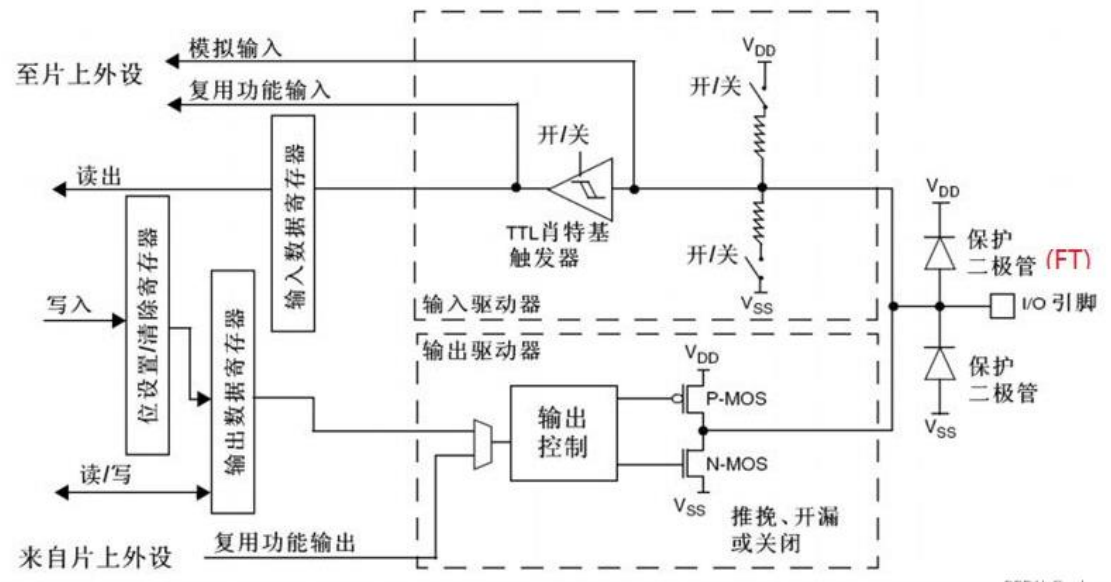 模拟输入
至片上外设
复用功能输入
开/关
V_DD
开/关
读出
输入数据寄存器
TTL肖特基
触发器
开/关
V_SS
输入驱动器
V_DD
保护
二极管 (FT)
I/O 引脚
保护
二极管
V_SS
写入
位设置/清除寄存器
输出数据寄存器
读/写
输出驱动器
V_DD
P-MOS
输出
控制
N-MOS
V_SS
推挽、开漏
或关闭
来自片上外设
复用功能输出